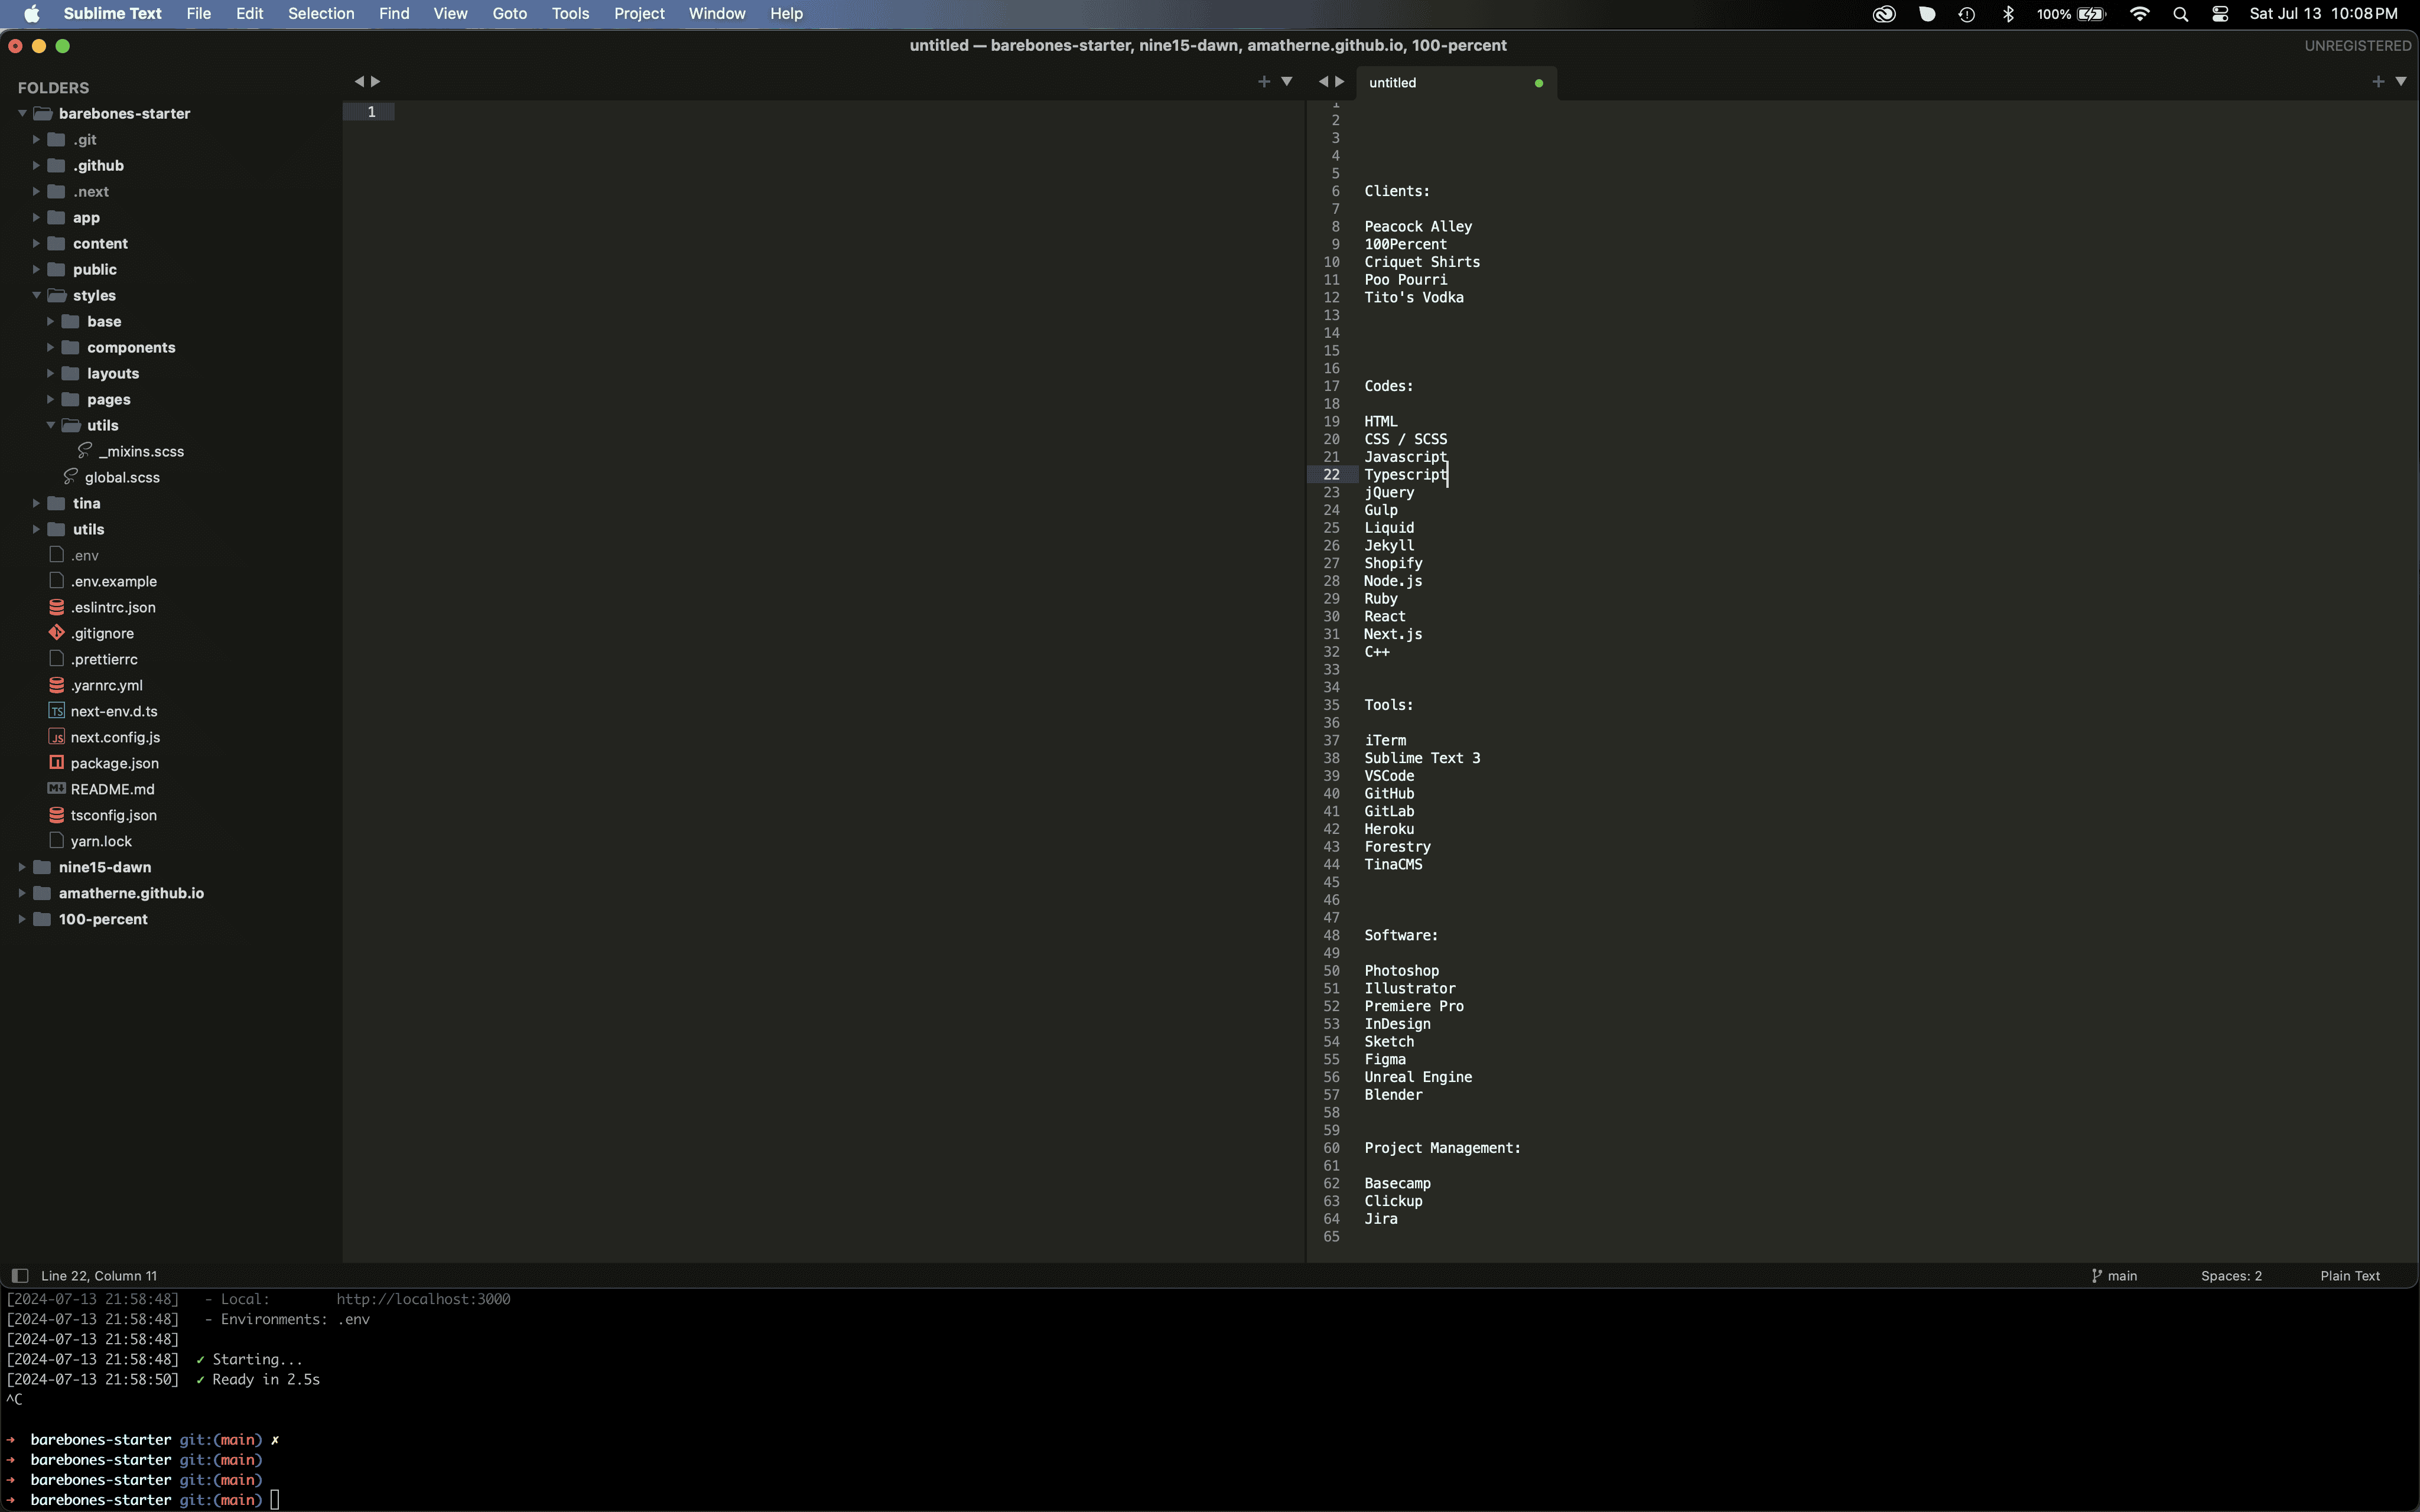 Sublime Text File Edit Selection Find View Goto Tools Project Window Help 100% Sat Jul 13 10:08 PM
untitled — barebones-starter, nine15-dawn, amatherne.github.io, 100-percent UNREGISTERED
FOLDERS
barebones-starter
.git
.github
.next
app
content
public
styles
base
components
layouts
pages
utils
_mixins.scss
global.scss
tina
utils
.env
.env.example
.eslintrc.json
.gitignore
.prettierrc
.yarnrc.yml
TS next-env.d.ts
JS next.config.js
package.json
README.md
tsconfig.json
yarn.lock
nine15-dawn
amatherne.github.io
100-percent
1
untitled
1
2
3
4
5
6 Clients:
7
8 Peacock Alley
9 100Percent
10 Criquet Shirts
11 Poo Pourri
12 Tito's Vodka
13
14
15
16
17 Codes:
18
19 HTML
20 CSS / SCSS
21 Javascript
22 Typescript
23 jQuery
24 Gulp
25 Liquid
26 Jekyll
27 Shopify
28 Node.js
29 Ruby
30 React
31 Next.js
32 C++
33
34
35 Tools:
36
37 iTerm
38 Sublime Text 3
39 VSCode
40 GitHub
41 GitLab
42 Heroku
43 Forestry
44 TinaCMS
45
46
47
48 Software:
49
50 Photoshop
51 Illustrator
52 Premiere Pro
53 InDesign
54 Sketch
55 Figma
56 Unreal Engine
57 Blender
58
59
60 Project Management:
61
62 Basecamp
63 Clickup
64 Jira
65
Line 22, Column 11 main Spaces: 2 Plain Text
[2024-07-13 21:58:48] - Local: http://localhost:3000
[2024-07-13 21:58:48] - Environments: .env
[2024-07-13 21:58:48]
[2024-07-13 21:58:48] ✓ Starting...
[2024-07-13 21:58:50] ✓ Ready in 2.5s
^C
➜ barebones-starter git:(main) ✗
➜ barebones-starter git:(main)
➜ barebones-starter git:(main)
➜ barebones-starter git:(main)